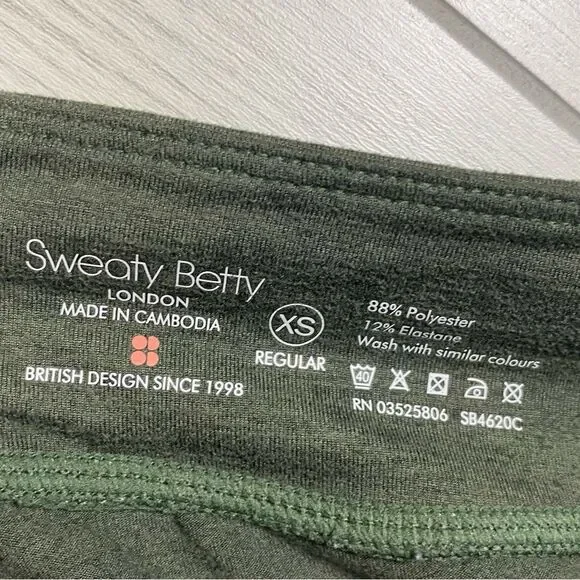 Sweaty Betty
LONDON
MADE IN CAMBODIA
BRITISH DESIGN SINCE 1998
XS
REGULAR
88% Polyester
12% Elastane
Wash with similar colours
40
RN 03525806 SB4620C